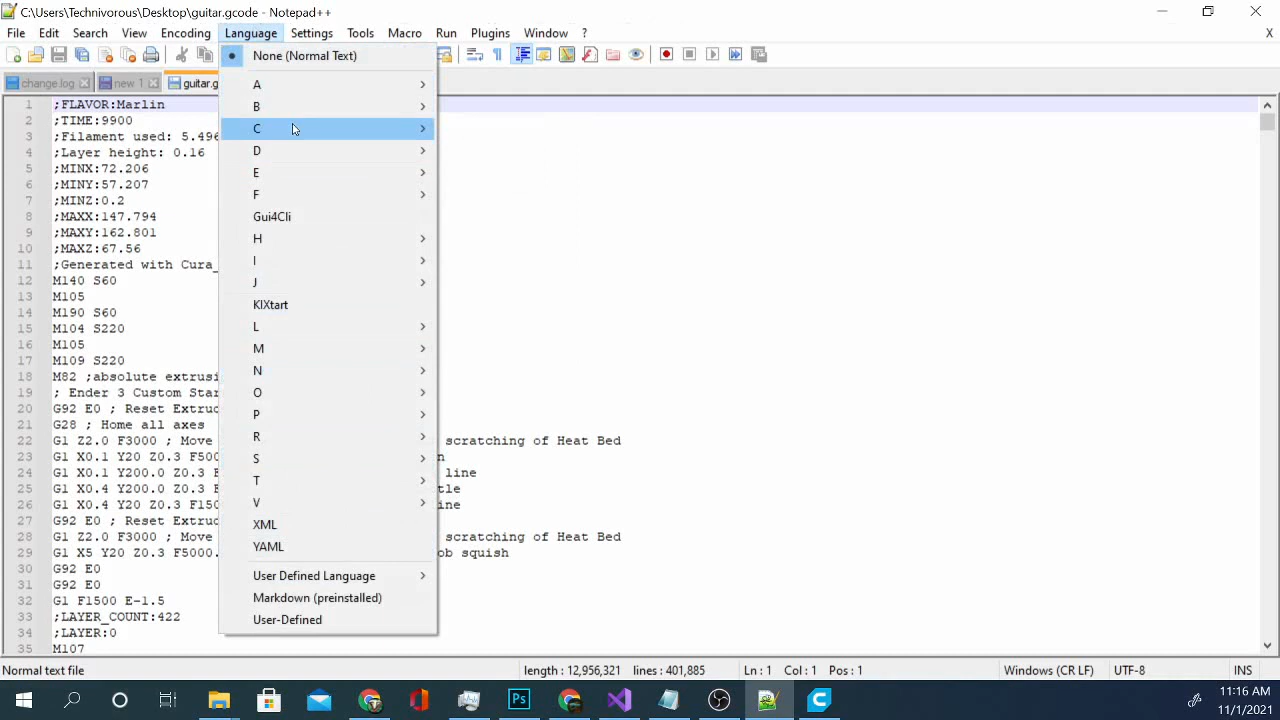 C:\Users\Technivorous\Desktop\guitar.gcode - Notepad++
File Edit Search View Encoding Language Settings Tools Macro Run Plugins Window ? X
change.log new 1 guitar.g
None (Normal Text)
A
B
C
D
E
F
Gui4Cli
H
I
J
KIXtart
L
M
N
O
P
R
S
T
V
XML
YAML
User Defined Language
Markdown (preinstalled)
User-Defined
1 ;FLAVOR:Marlin
2 ;TIME:9900
3 ;Filament used: 5.496
4 ;Layer height: 0.16
5 ;MINX:72.206
6 ;MINY:57.207
7 ;MINZ:0.2
8 ;MAXX:147.794
9 ;MAXY:162.801
10 ;MAXZ:67.56
11 ;Generated with Cura_
12 M140 S60
13 M105
14 M190 S60
15 M104 S220
16 M105
17 M109 S220
18 M82 ;absolute extrusi
19 ; Ender 3 Custom Star
20 G92 E0 ; Reset Extruc
21 G28 ; Home all axes
22 G1 Z2.0 F3000 ; Move scratching of Heat Bed
23 G1 X0.1 Y20 Z0.3 F500 n
24 G1 X0.1 Y200.0 Z0.3 F line
25 G1 X0.4 Y200.0 Z0.3 F tle
26 G1 X0.4 Y20 Z0.3 F150 ine
27 G92 E0 ; Reset Extruc
28 G1 Z2.0 F3000 ; Move scratching of Heat Bed
29 G1 X5 Y20 Z0.3 F5000. ob squish
30 G92 E0
31 G92 E0
32 G1 F1500 E-1.5
33 ;LAYER_COUNT:422
34 ;LAYER:0
35 M107
Normal text file length : 12,956,321 lines : 401,885 Ln : 1 Col : 1 Pos : 1 Windows (CR LF) UTF-8 INS
Ps
11:16 AM
11/1/2021